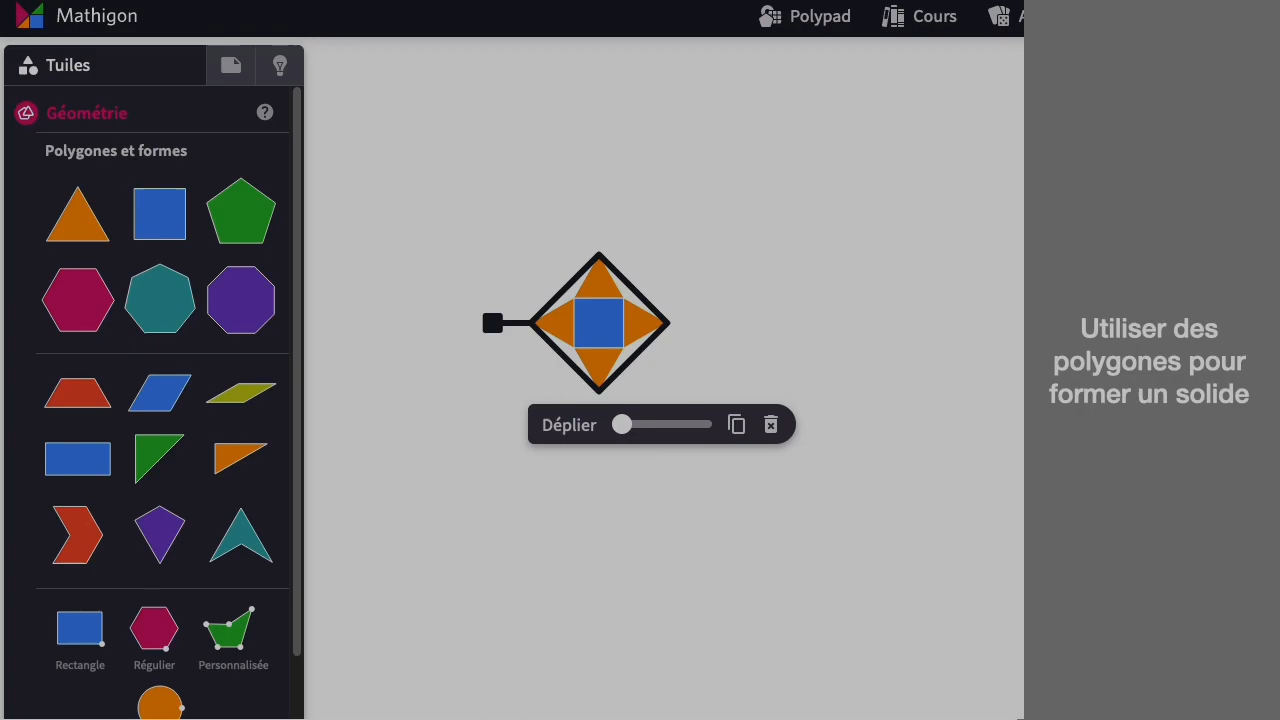 Mathigon
Polypad
Cours
Tuiles
Géométrie
Polygones et formes
Déplier
Utiliser des
polygones pour
former un solide
Rectangle
Régulier
Personnalisée